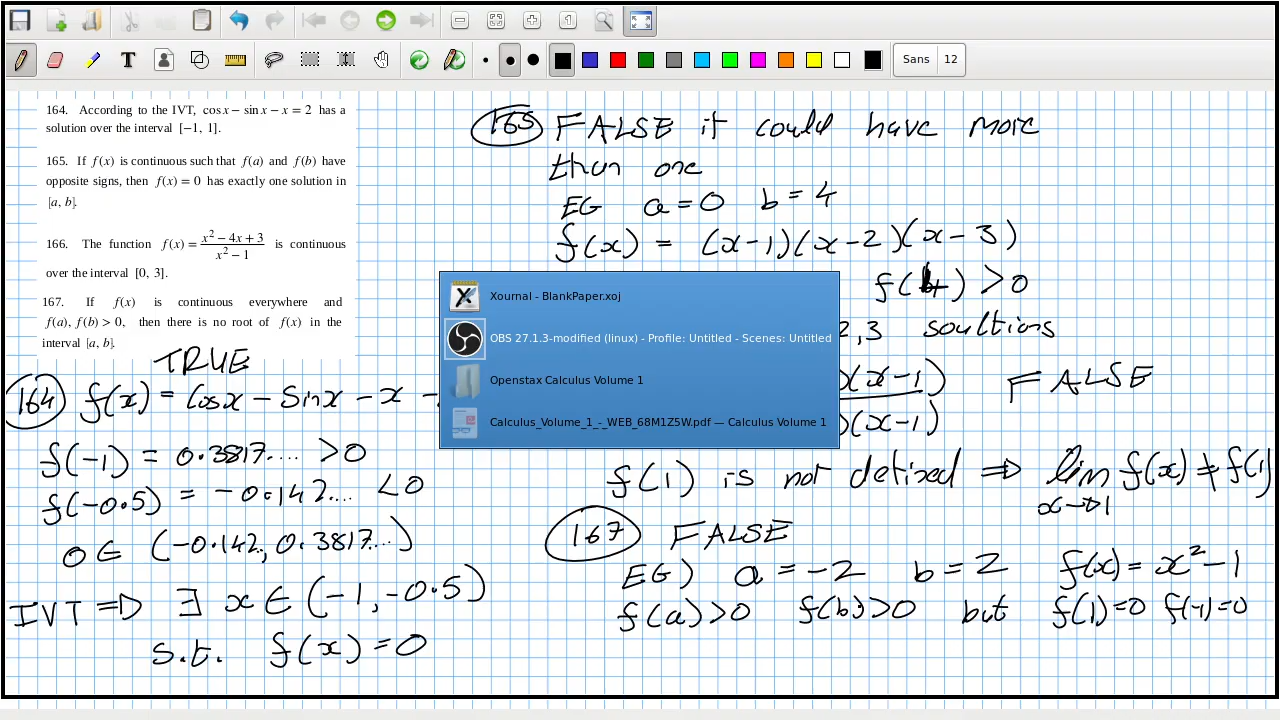 Sans 12
164. According to the IVT, cos x − sin x − x = 2 has a
solution over the interval [−1, 1].
165. If f(x) is continuous such that f(a) and f(b) have
opposite signs, then f(x) = 0 has exactly one solution in
[a, b].
166. The function f(x) = (x² − 4x + 3)/(x² − 1) is continuous
over the interval [0, 3].
167. If f(x) is continuous everywhere and
f(a), f(b) > 0, then there is no root of f(x) in the
interval [a, b].
TRUE
164 f(x) = cosx − sinx − x −
f(−1) = 0.3817.... >0
f(−0.5) = −0.142... <0
0 ∈ (−0.142, 0.3817...)
IVT ⇒ ∃ x ∈ (−1, −0.5)
s.t. f(x) = 0
165 FALSE it could have more
than one
EG a = 0 b = 4
f(x) = (x−1)(x−2)(x−3)
f(4) > 0
2,3 soultions
)(x−1) FALSE
)(x−1)
f(1) is not defined ⇒ lim f(x) ≠ f(1)
x→1
167 FALSE
EG) a = −2 b = 2 f(x) = x² − 1
f(a) > 0 f(b) > 0 but f(1) = 0 f(−1) = 0
Xournal - BlankPaper.xoj
OBS 27.1.3-modified (linux) - Profile: Untitled - Scenes: Untitled
Openstax Calculus Volume 1
Calculus_Volume_1_-_WEB_68M1Z5W.pdf — Calculus Volume 1